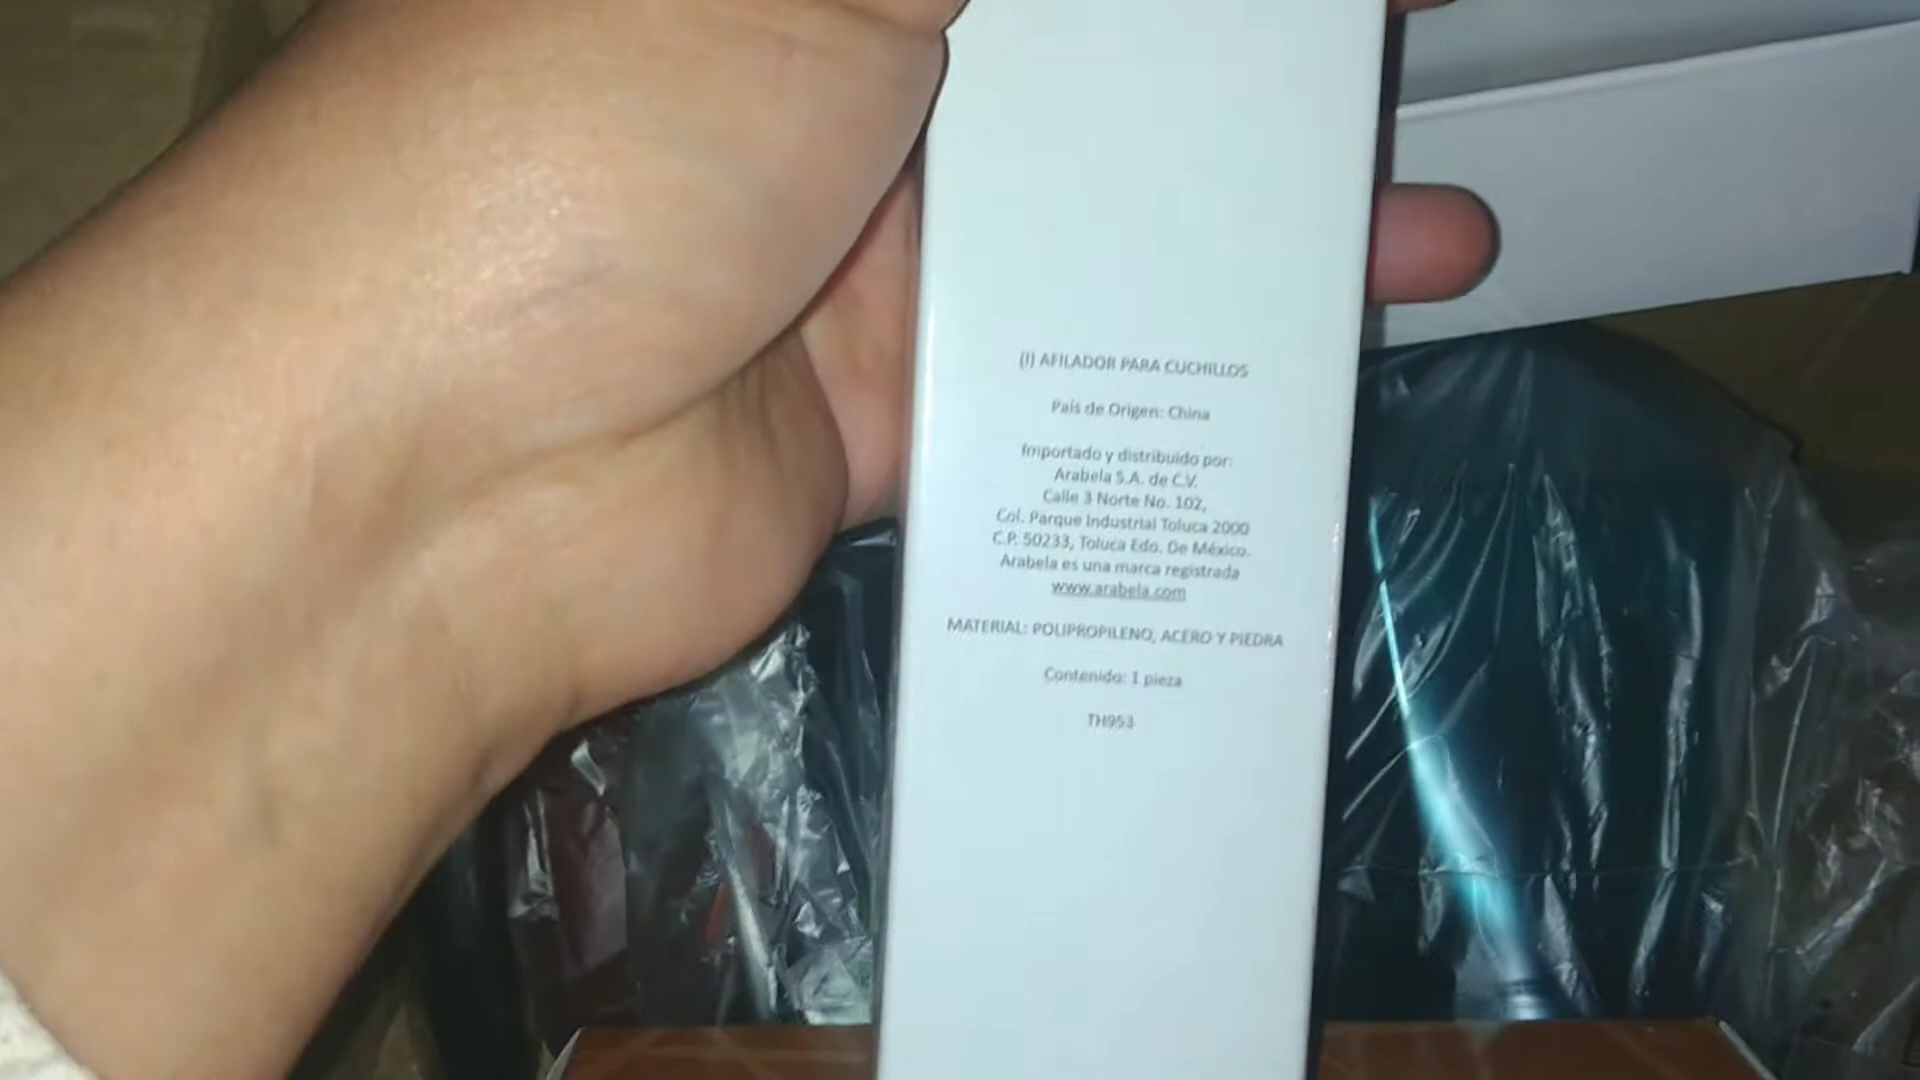 (I) AFILADOR PARA CUCHILLOS
País de Origen: China
Importado y distribuido por:
Arabela S.A. de C.V.
Calle 3 Norte No. 102,
Col. Parque Industrial Toluca 2000
C.P. 50233, Toluca Edo. De México.
Arabela es una marca registrada
www.arabela.com
MATERIAL: POLIPROPILENO, ACERO Y PIEDRA
Contenido: 1 pieza
TH953